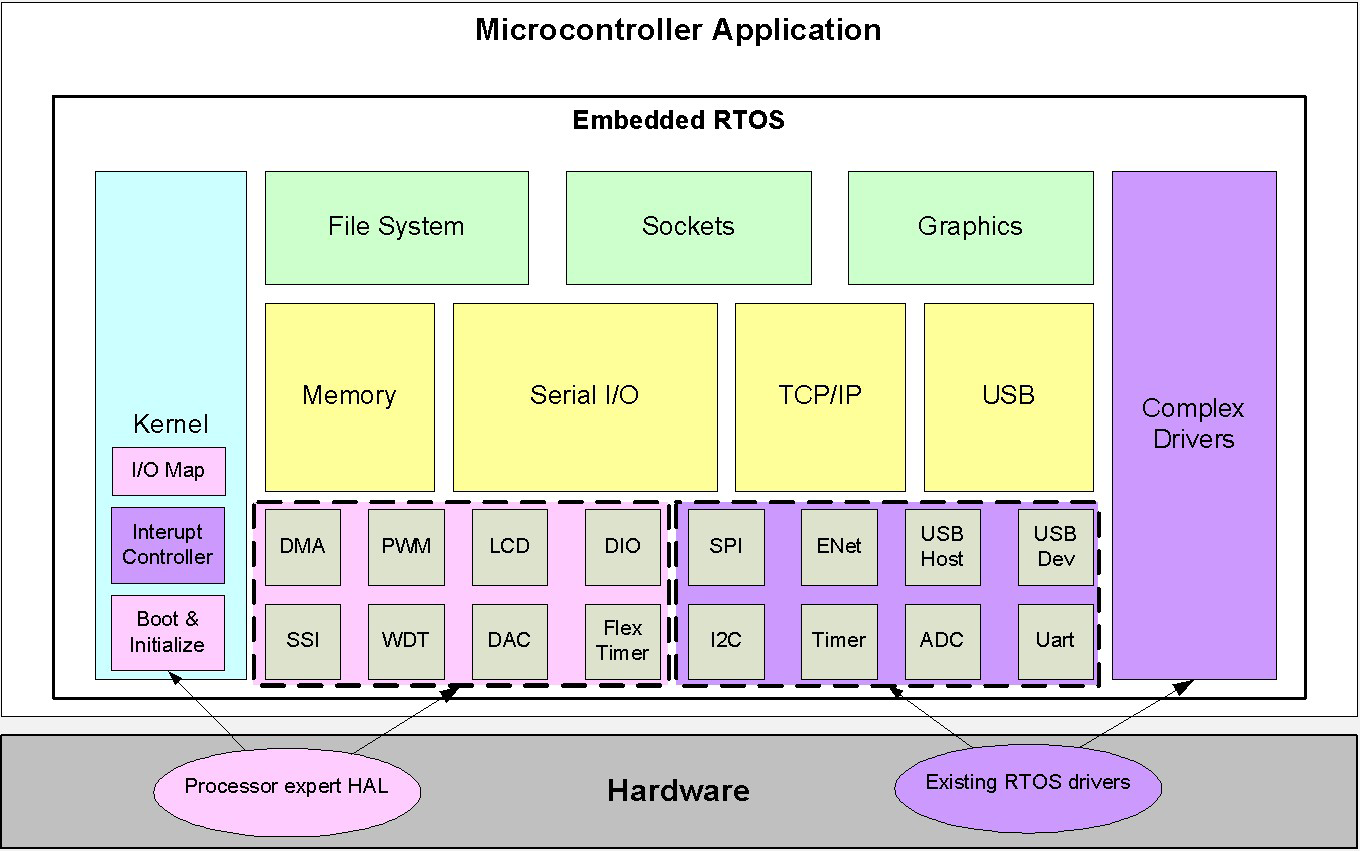 Microcontroller Application
Embedded RTOS
File System
Sockets
Graphics
Memory
Serial I/O
TCP/IP
USB
Complex
Drivers
Kernel
I/O Map
Interupt
Controller
Boot &
Initialize
DMA
PWM
LCD
DIO
SPI
ENet
USB
Host
USB
Dev
SSI
WDT
DAC
Flex
Timer
I2C
Timer
ADC
Uart
Processor expert HAL
Hardware
Existing RTOS drivers